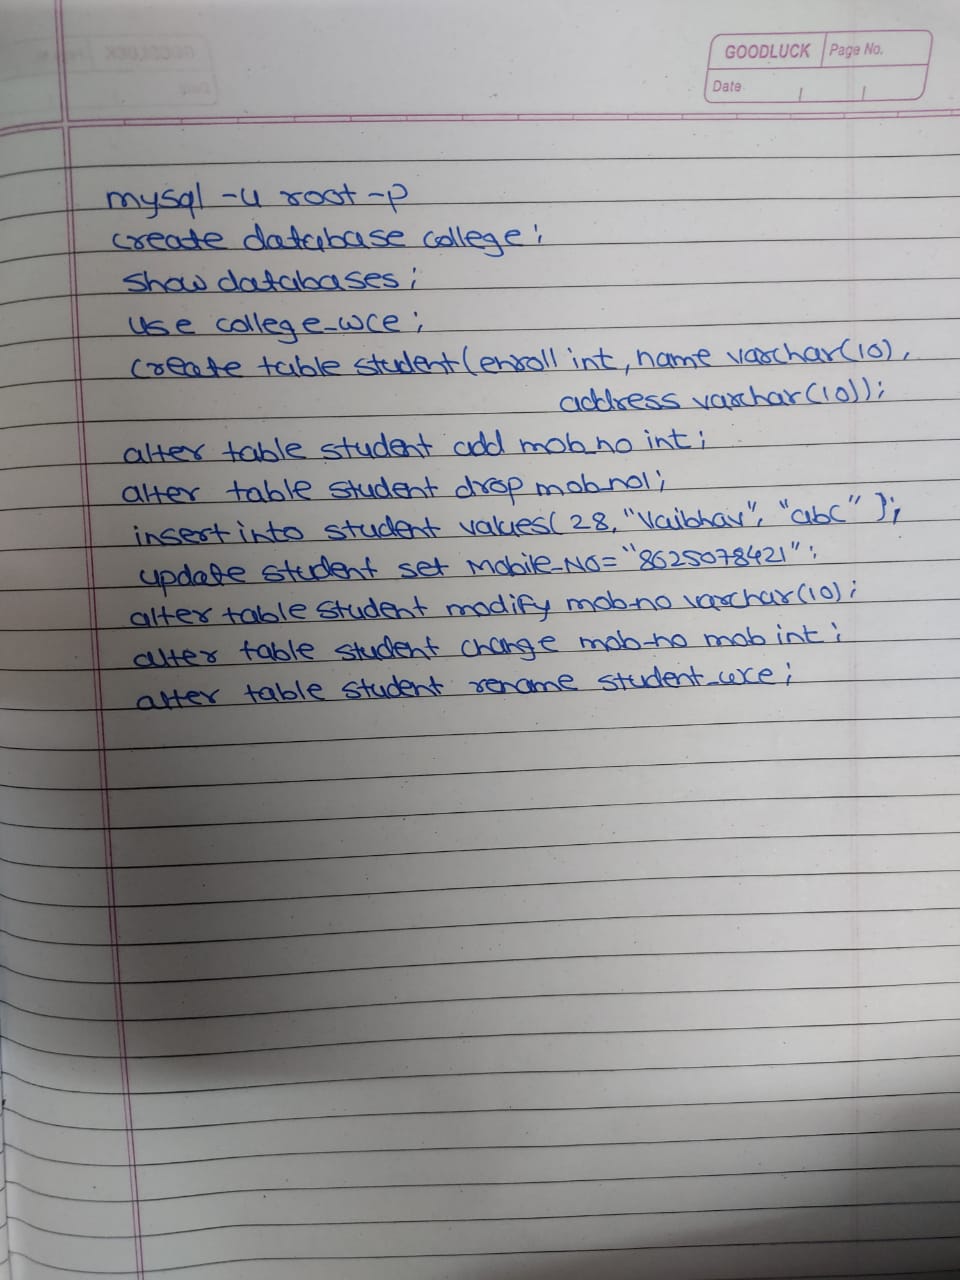 GOODLUCK Page No.
Date
mysql -u root -p
create database college;
show databases;
use college_wce;
create table student(enroll int, name varchar(10),
address varchar(10));
alter table student add mob_no int;
alter table student drop mob_no1;
insert into student values( 28, "Vaibhav", "abc" );
update student set Mobile_No= "8625078421";
alter table student modify mob_no varchar(10);
alter table student change mob_no mob int;
alter table student rename student_wce;